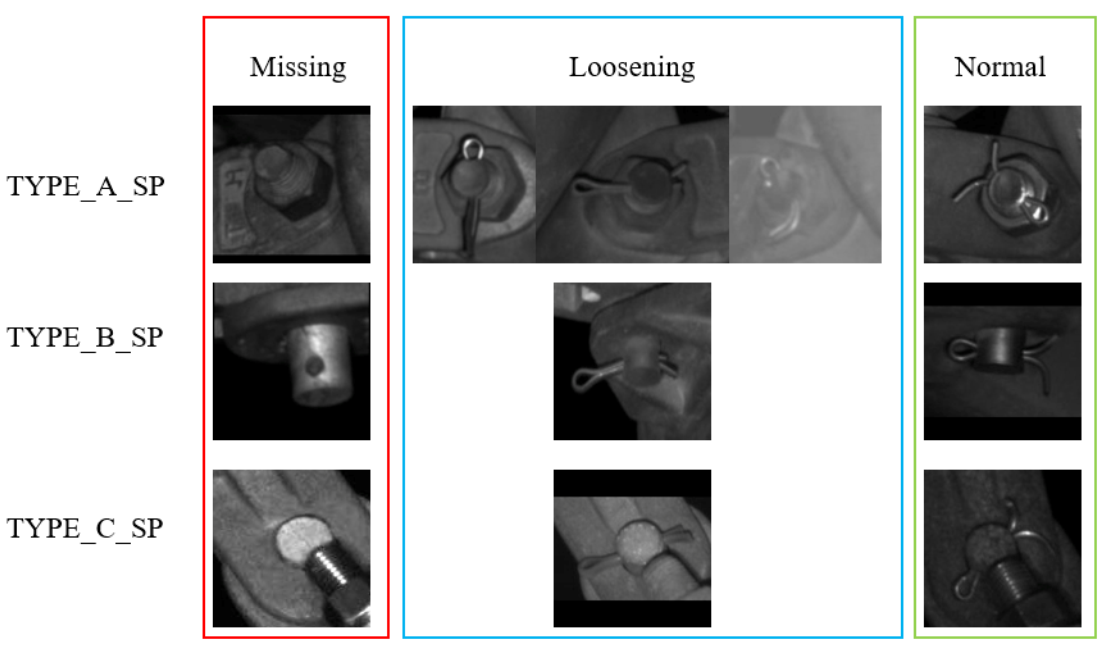 Missing
Loosening
Normal
TYPE_A_SP
TYPE_B_SP
TYPE_C_SP